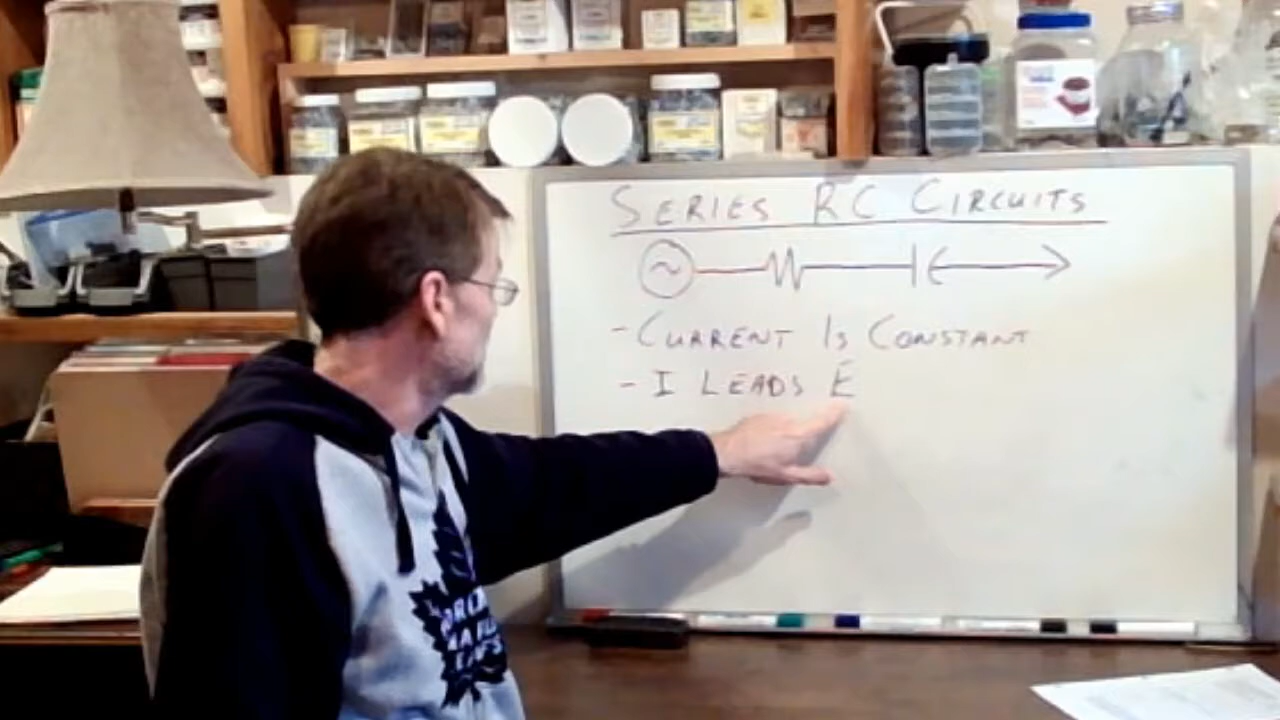 SERIES RC CIRCUITS
~
- CURRENT IS CONSTANT
- I LEADS E